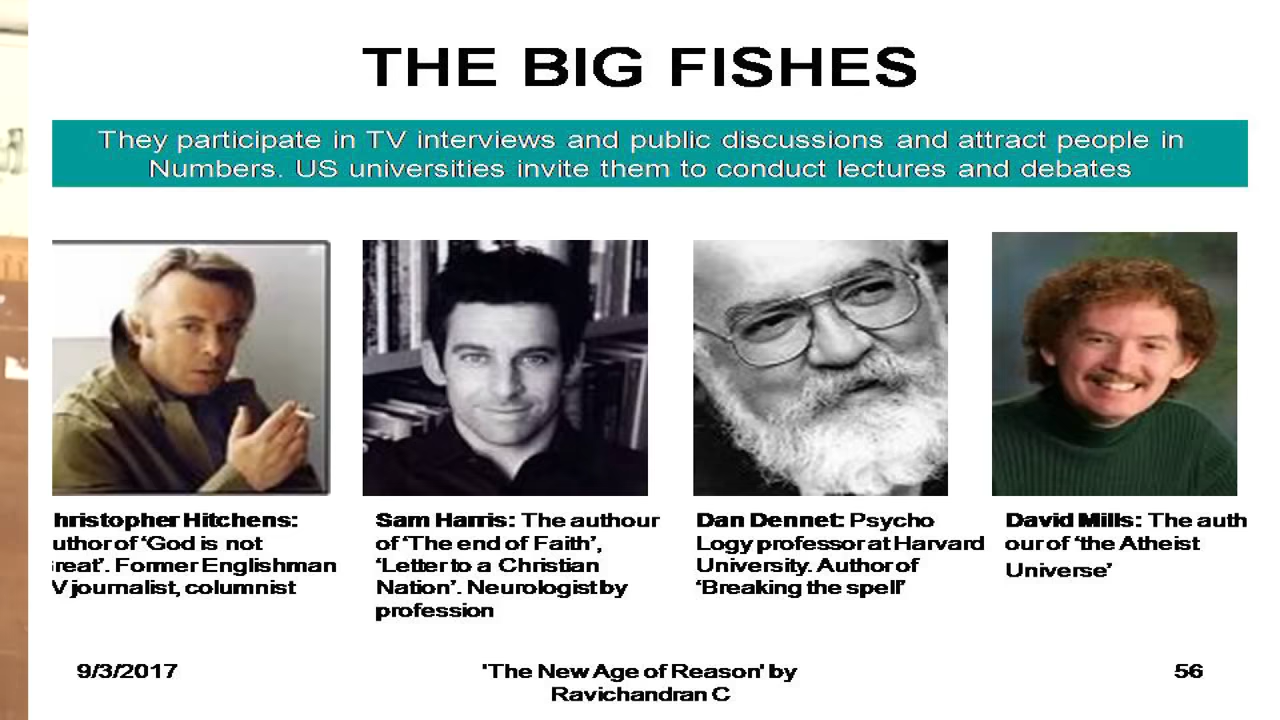 THE BIG FISHES
They participate in TV interviews and public discussions and attract people in
Numbers. US universities invite them to conduct lectures and debates
hristopher Hitchens:
uthor of ‘God is not
reat’. Former Englishman
V journalist, columnist
Sam Harris: The authour
of ‘The end of Faith’,
‘Letter to a Christian
Nation’. Neurologist by
profession
Dan Dennet: Psycho
Logy professor at Harvard
University. Author of
‘Breaking the spell’
David Mills: The auth
our of ‘the Atheist
Universe’
9/3/2017
'The New Age of Reason' by
Ravichandran C
56